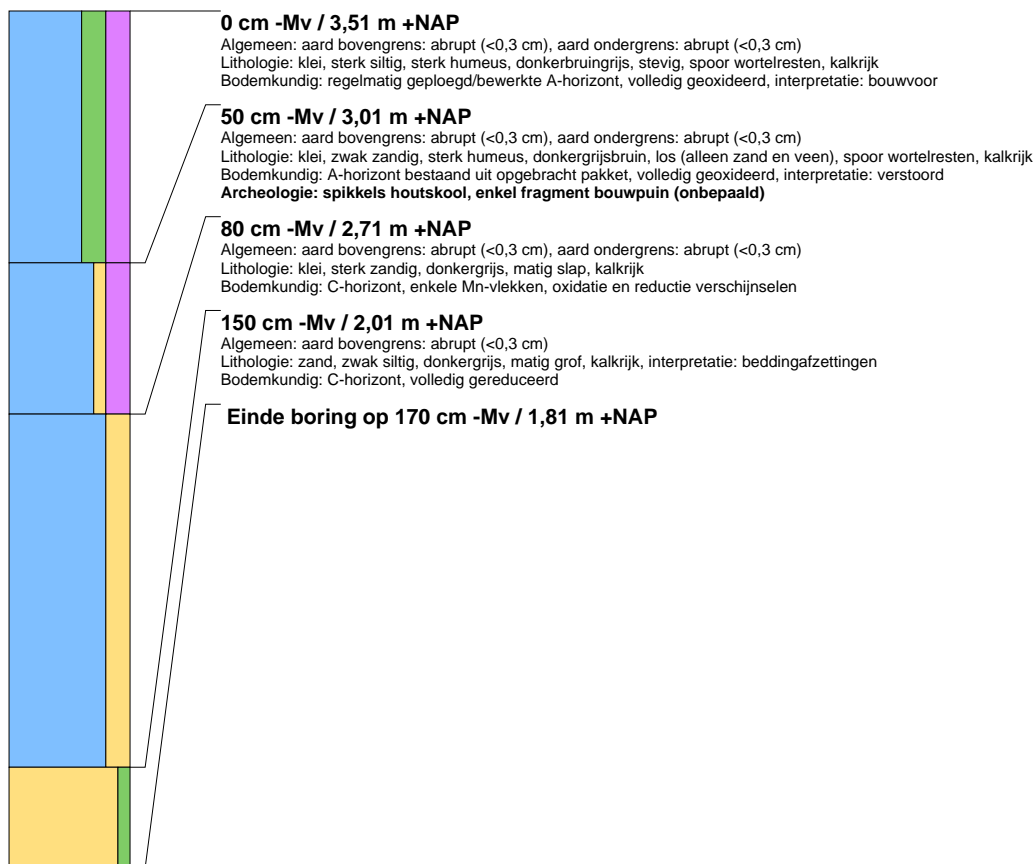 0 cm -Mv / 3,51 m +NAP
Algemeen: aard bovengrens: abrupt (<0,3 cm), aard ondergrens: abrupt (<0,3 cm)
Lithologie: klei, sterk siltig, sterk humeus, donkerbruingrijs, stevig, spoor wortelresten, kalkrijk
Bodemkundig: regelmatig geploegd/bewerkte A-horizont, volledig geoxideerd, interpretatie: bouwvoor
50 cm -Mv / 3,01 m +NAP
Algemeen: aard bovengrens: abrupt (<0,3 cm), aard ondergrens: abrupt (<0,3 cm)
Lithologie: klei, zwak zandig, sterk humeus, donkergrijsbruin, los (alleen zand en veen), spoor wortelresten, kalkrijk
Bodemkundig: A-horizont bestaand uit opgebracht pakket, volledig geoxideerd, interpretatie: verstoord
Archeologie: spikkels houtskool, enkel fragment bouwpuin (onbepaald)
80 cm -Mv / 2,71 m +NAP
Algemeen: aard bovengrens: abrupt (<0,3 cm), aard ondergrens: abrupt (<0,3 cm)
Lithologie: klei, sterk zandig, donkergrijs, matig slap, kalkrijk
Bodemkundig: C-horizont, enkele Mn-vlekken, oxidatie en reductie verschijnselen
150 cm -Mv / 2,01 m +NAP
Algemeen: aard bovengrens: abrupt (<0,3 cm)
Lithologie: zand, zwak siltig, donkergrijs, matig grof, kalkrijk, interpretatie: beddingafzettingen
Bodemkundig: C-horizont, volledig gereduceerd
Einde boring op 170 cm -Mv / 1,81 m +NAP